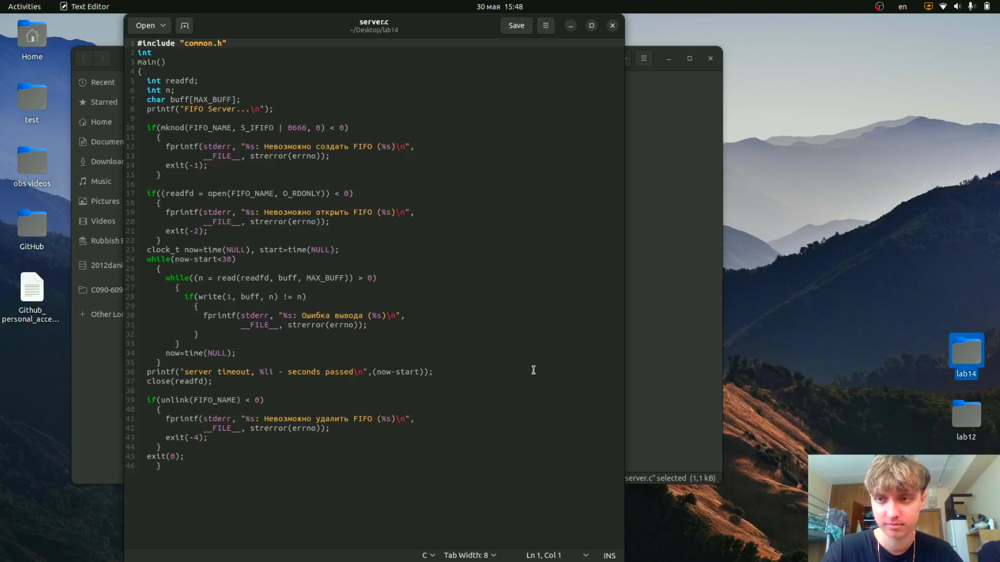 Activities
Text Editor
30 мая 15:48
en
Open
server.c
~/Desktop/lab14
Save
Home
test
obs videos
GitHub
Github_
personal_acce...
Recent
Starred
Home
Documen
Downloa
Music
Pictures
Videos
Rubbish
2012dani
C090-609
Other Loc
1 #include "common.h"
2 int
3 main()
4 {
5 int readfd;
6 int n;
7 char buff[MAX_BUFF];
8 printf("FIFO Server...\n");
9
10 if(mknod(FIFO_NAME, S_IFIFO | 0666, 0) < 0)
11 {
12 fprintf(stderr, "%s: Невозможно создать FIFO (%s)\n",
13 __FILE__, strerror(errno));
14 exit(-1);
15 }
16
17 if((readfd = open(FIFO_NAME, O_RDONLY)) < 0)
18 {
19 fprintf(stderr, "%s: Невозможно открыть FIFO (%s)\n",
20 __FILE__, strerror(errno));
21 exit(-2);
22 }
23 clock_t now=time(NULL), start=time(NULL);
24 while(now-start<30)
25 {
26 while((n = read(readfd, buff, MAX_BUFF)) > 0)
27 {
28 if(write(1, buff, n) != n)
29 {
30 fprintf(stderr, "%s: Ошибка вывода (%s)\n",
31 __FILE__, strerror(errno));
32 }
33 }
34 now=time(NULL);
35 }
36 printf("server timeout, %li - seconds passed\n",(now-start));
37 close(readfd);
38
39 if(unlink(FIFO_NAME) < 0)
40 {
41 fprintf(stderr, "%s: Невозможно удалить FIFO (%s)\n",
42 __FILE__, strerror(errno));
43 exit(-4);
44 }
45 exit(0);
46 }
C
Tab Width: 8
Ln 1, Col 1
INS
server.c" selected (1,1 kB)
lab14
lab12